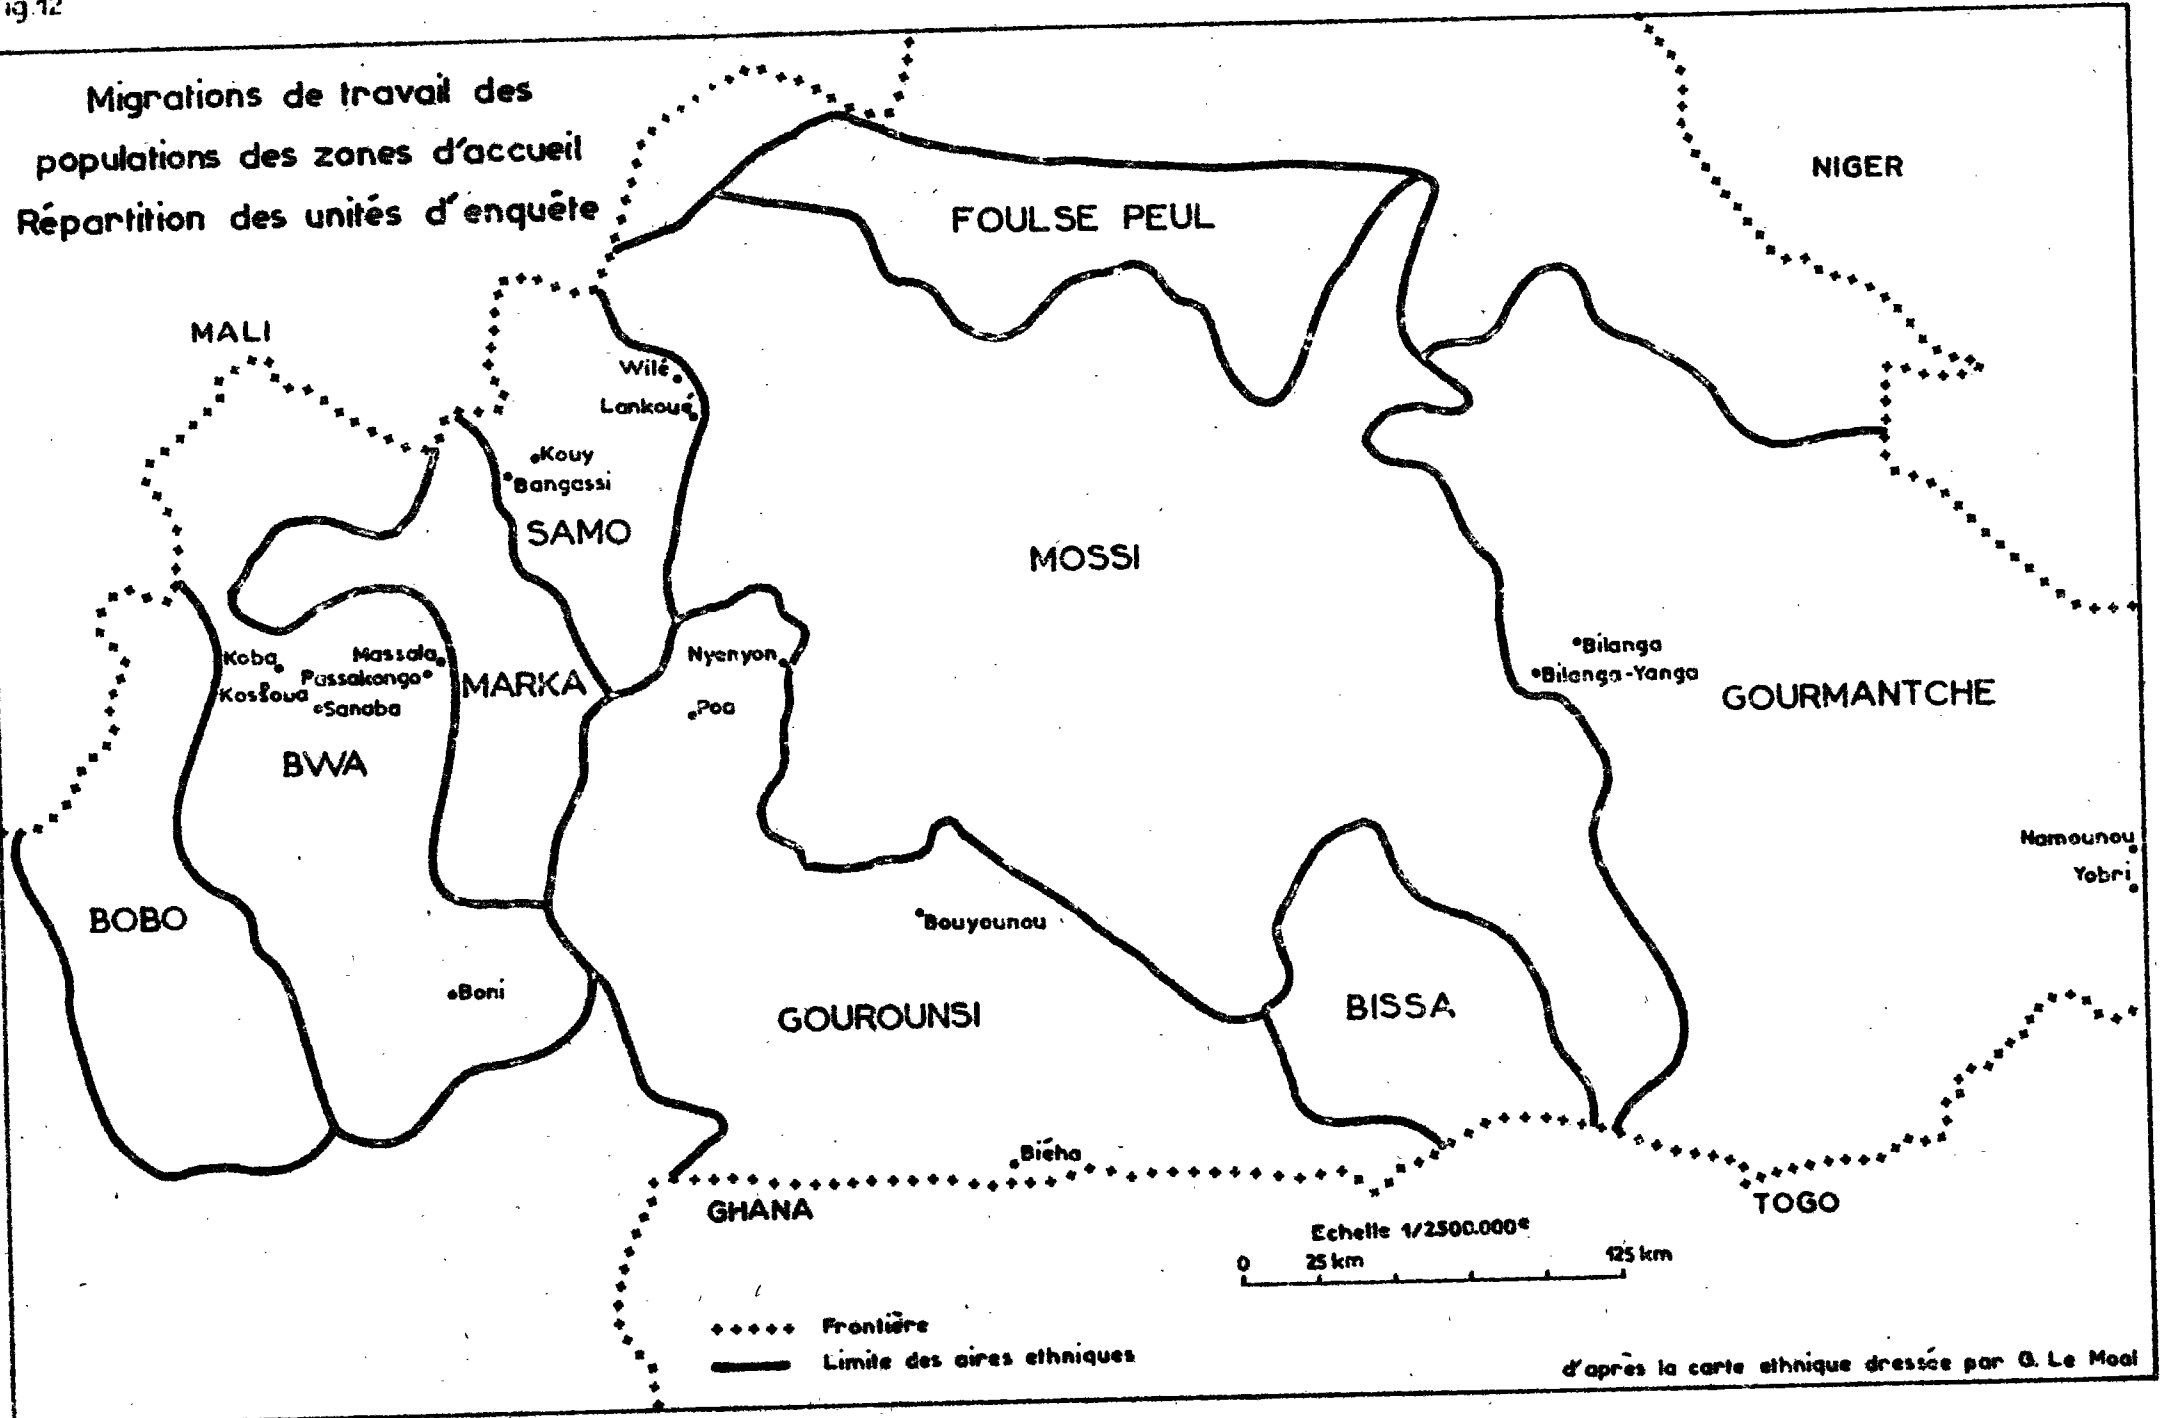 ig.12
Migrations de travail des
populations des zones d'accueil
Répartition des unités d'enquête
NIGER
FOULSE PEUL
MALI
Wilé
Lankoué
Kouy
Bangassi
SAMO
MOSSI
Bilanga
Bilanga-Yanga
GOURMANTCHE
Nyenyon
Poa
Koba
Massala
Passakongo
Kossoua
Sanaba
MARKA
BWA
Namounou
Yobri
BOBO
Bouyounou
Boni
GOUROUNSI
BISSA
Biéha
GHANA
TOGO
Echelle 1/2500.000e
0 25 km 125 km
Frontière
Limite des aires ethniques
d'après la carte ethnique dressée par G. Le Moal